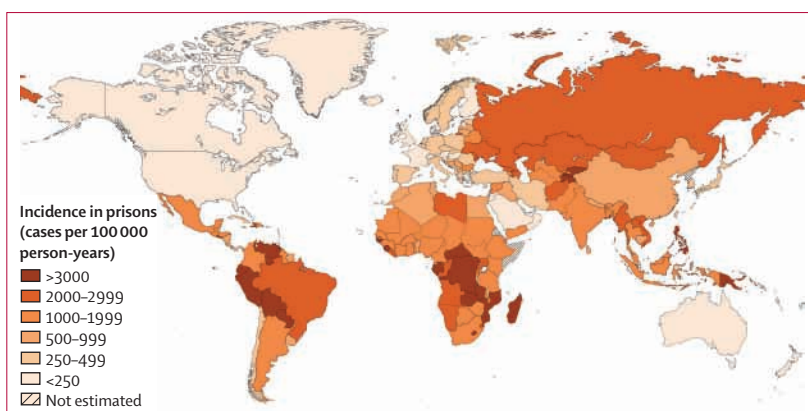 Incidence in prisons
(cases per 100 000
person-years)
>3000
2000–2999
1000–1999
500–999
250–499
<250
Not estimated